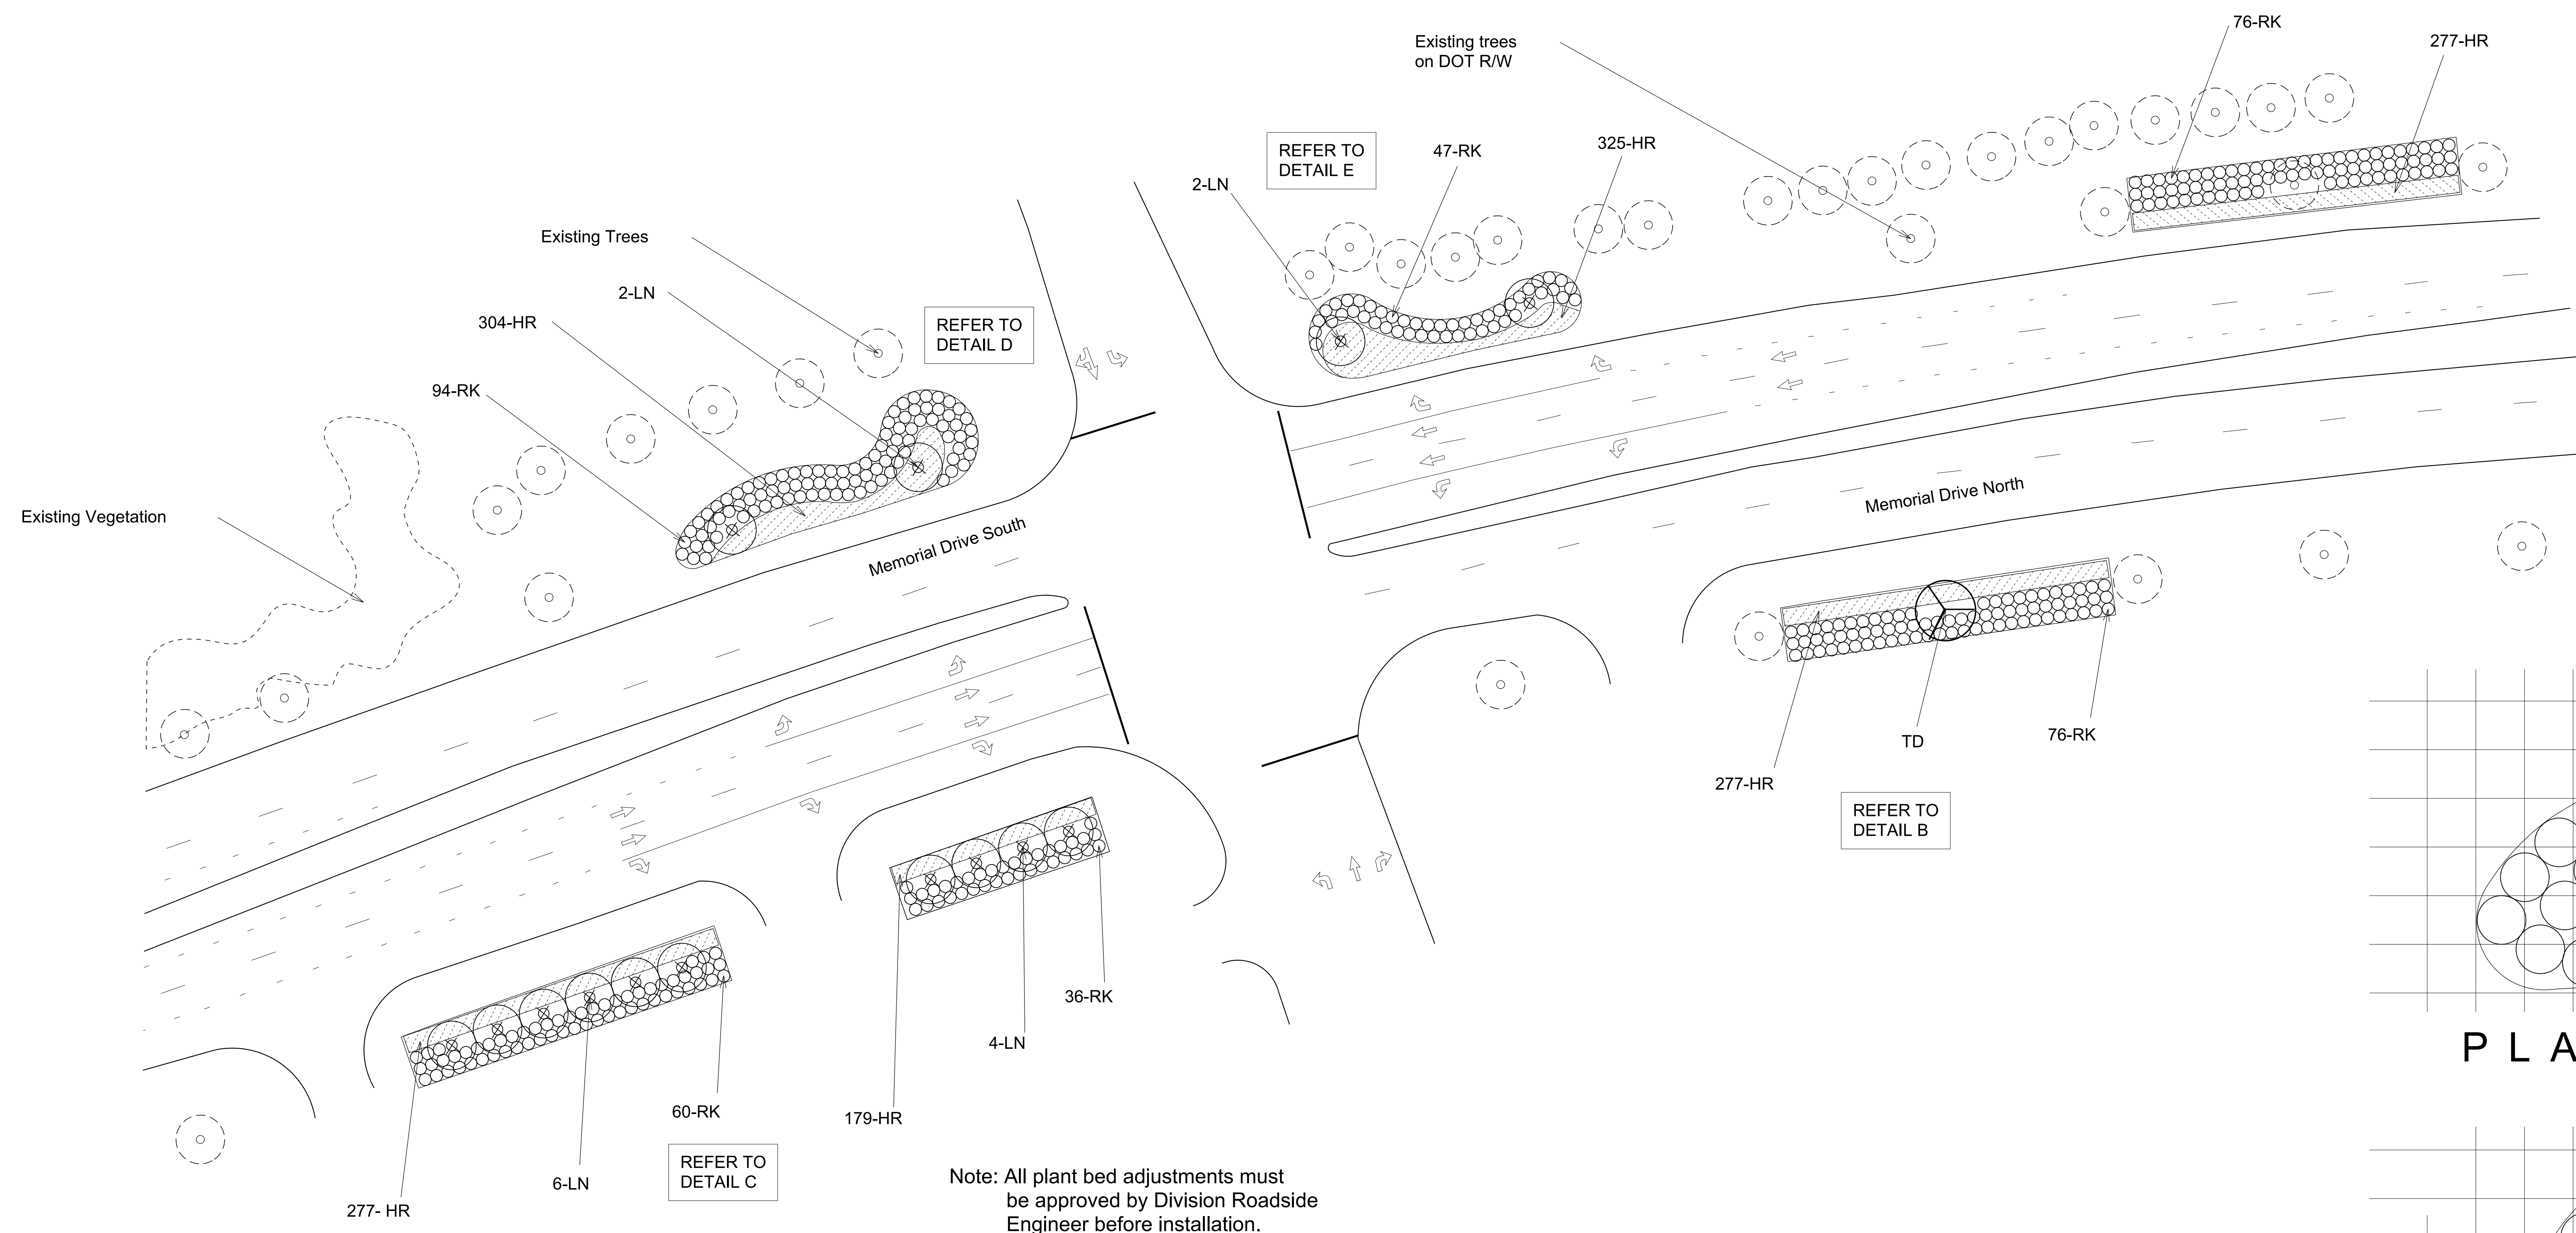 76-RK
277-HR
Existing trees
on DOT R/W
REFER TO
DETAIL E
47-RK
325-HR
2-LN
Existing Trees
2-LN
304-HR
REFER TO
DETAIL D
94-RK
Existing Vegetation
Memorial Drive South
Memorial Drive North
TD
76-RK
277-HR
REFER TO
DETAIL B
36-RK
4-LN
179-HR
60-RK
6-LN
277- HR
REFER TO
DETAIL C
PLA
Note: All plant bed adjustments must
be approved by Division Roadside
Engineer before installation.